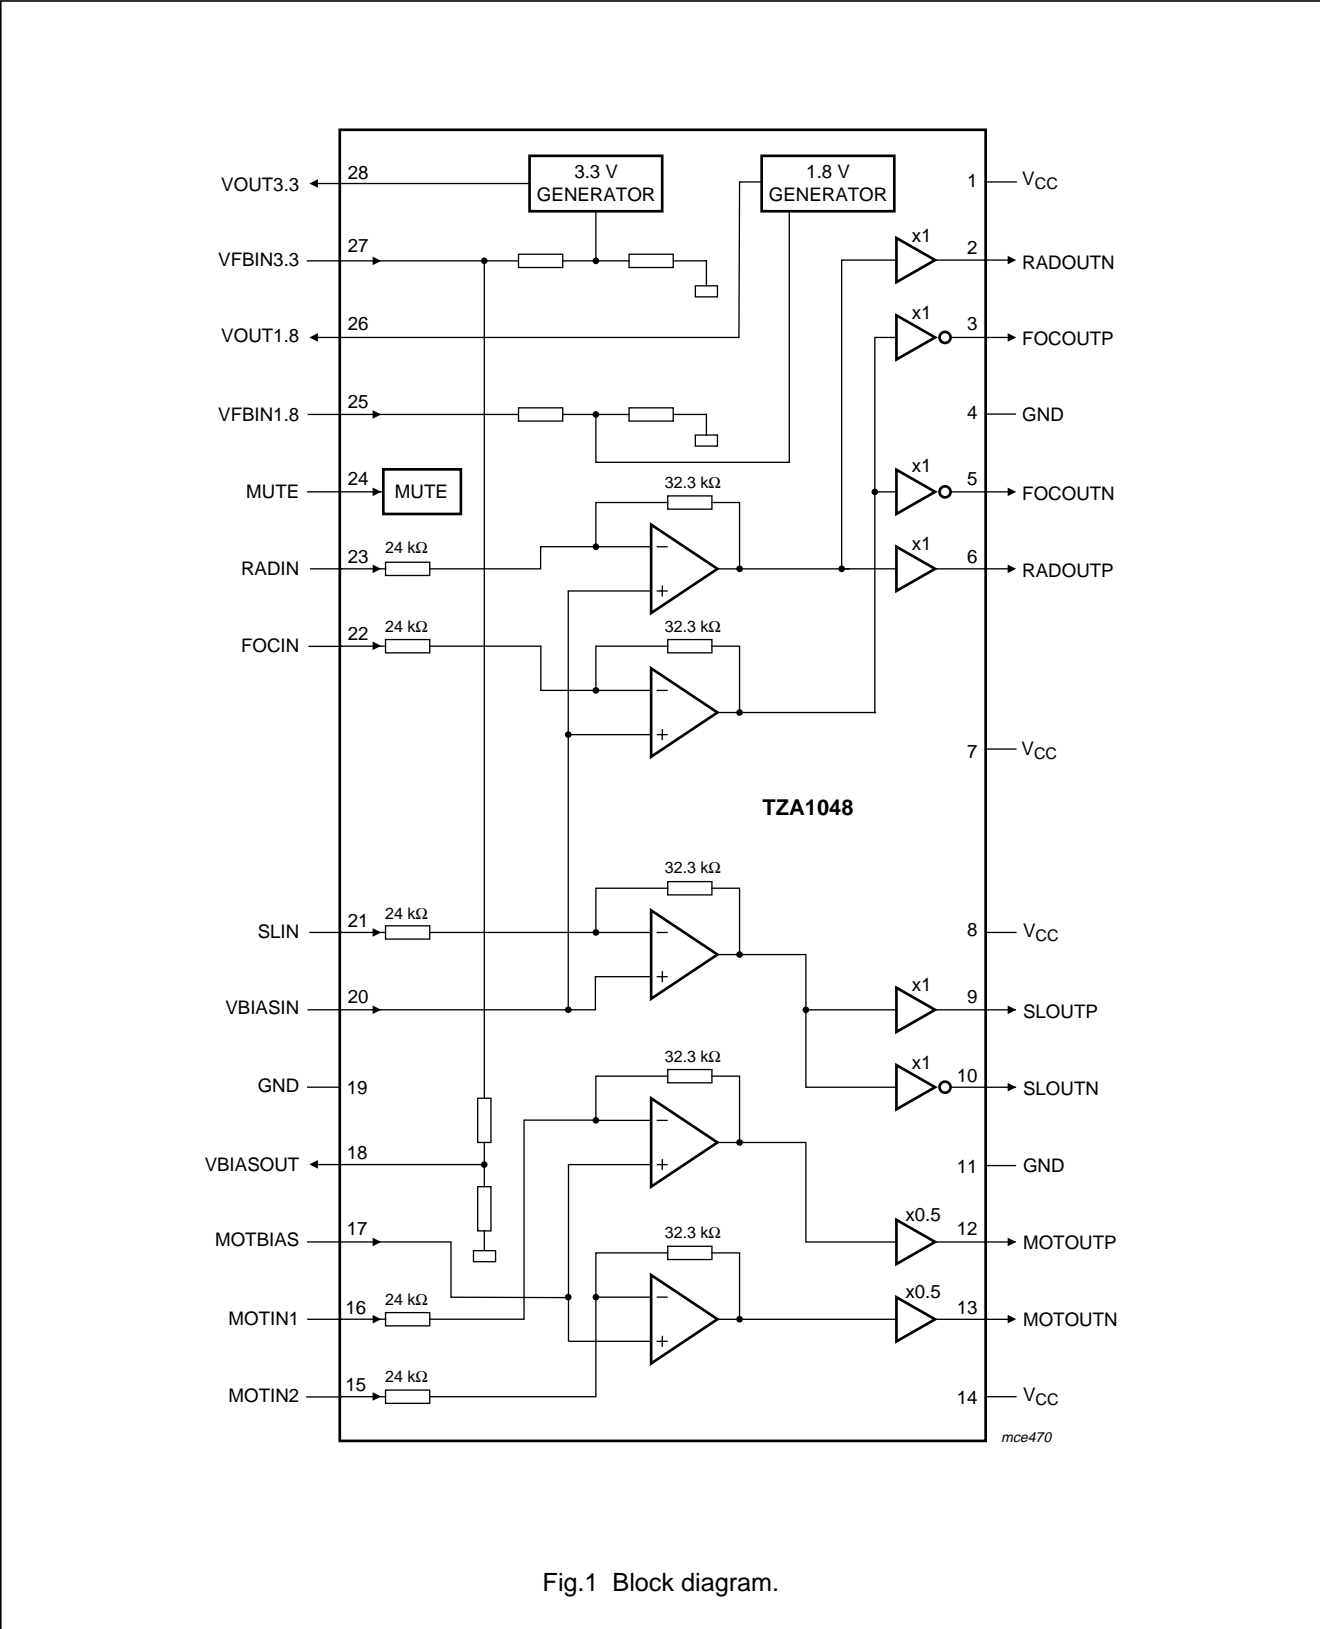 3.3 V
GENERATOR
1.8 V
GENERATOR
VOUT3.3
28
1
VCC
VFBIN3.3
27
x1
2
RADOUTN
VOUT1.8
26
x1
3
FOCOUTP
VFBIN1.8
25
4
GND
MUTE
24
MUTE
32.3 kΩ
x1
5
FOCOUTN
RADIN
23
24 kΩ
−
+
x1
6
RADOUTP
FOCIN
22
24 kΩ
32.3 kΩ
−
+
7
VCC
TZA1048
32.3 kΩ
SLIN
21
24 kΩ
−
+
8
VCC
VBIASIN
20
x1
9
SLOUTP
GND
19
32.3 kΩ
−
+
x1
10
SLOUTN
VBIASOUT
18
11
GND
MOTBIAS
17
32.3 kΩ
x0.5
12
MOTOUTP
MOTIN1
16
24 kΩ
−
+
x0.5
13
MOTOUTN
MOTIN2
15
24 kΩ
14
VCC
mce470
Fig.1 Block diagram.